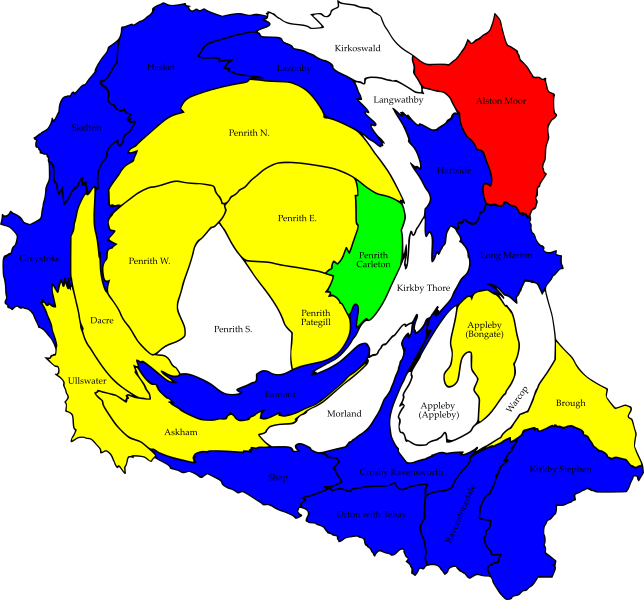 Kirkoswald
Hesket
Lazonby
Langwathby
Alston Moor
Skelton
Penrith N.
Hartside
Penrith E.
Greystoke
Penrith W.
Penrith
Carleton
Long Marton
Kirkby Thore
Dacre
Penrith
Pategill
Penrith S.
Appleby
(Bongate)
Ullswater
Eamont
Warcop
Brough
Morland
Appleby
(Appleby)
Askham
Shap
Crosby Ravensworth
Kirkby Stephen
Ravenstonedale
Orton with Tebay